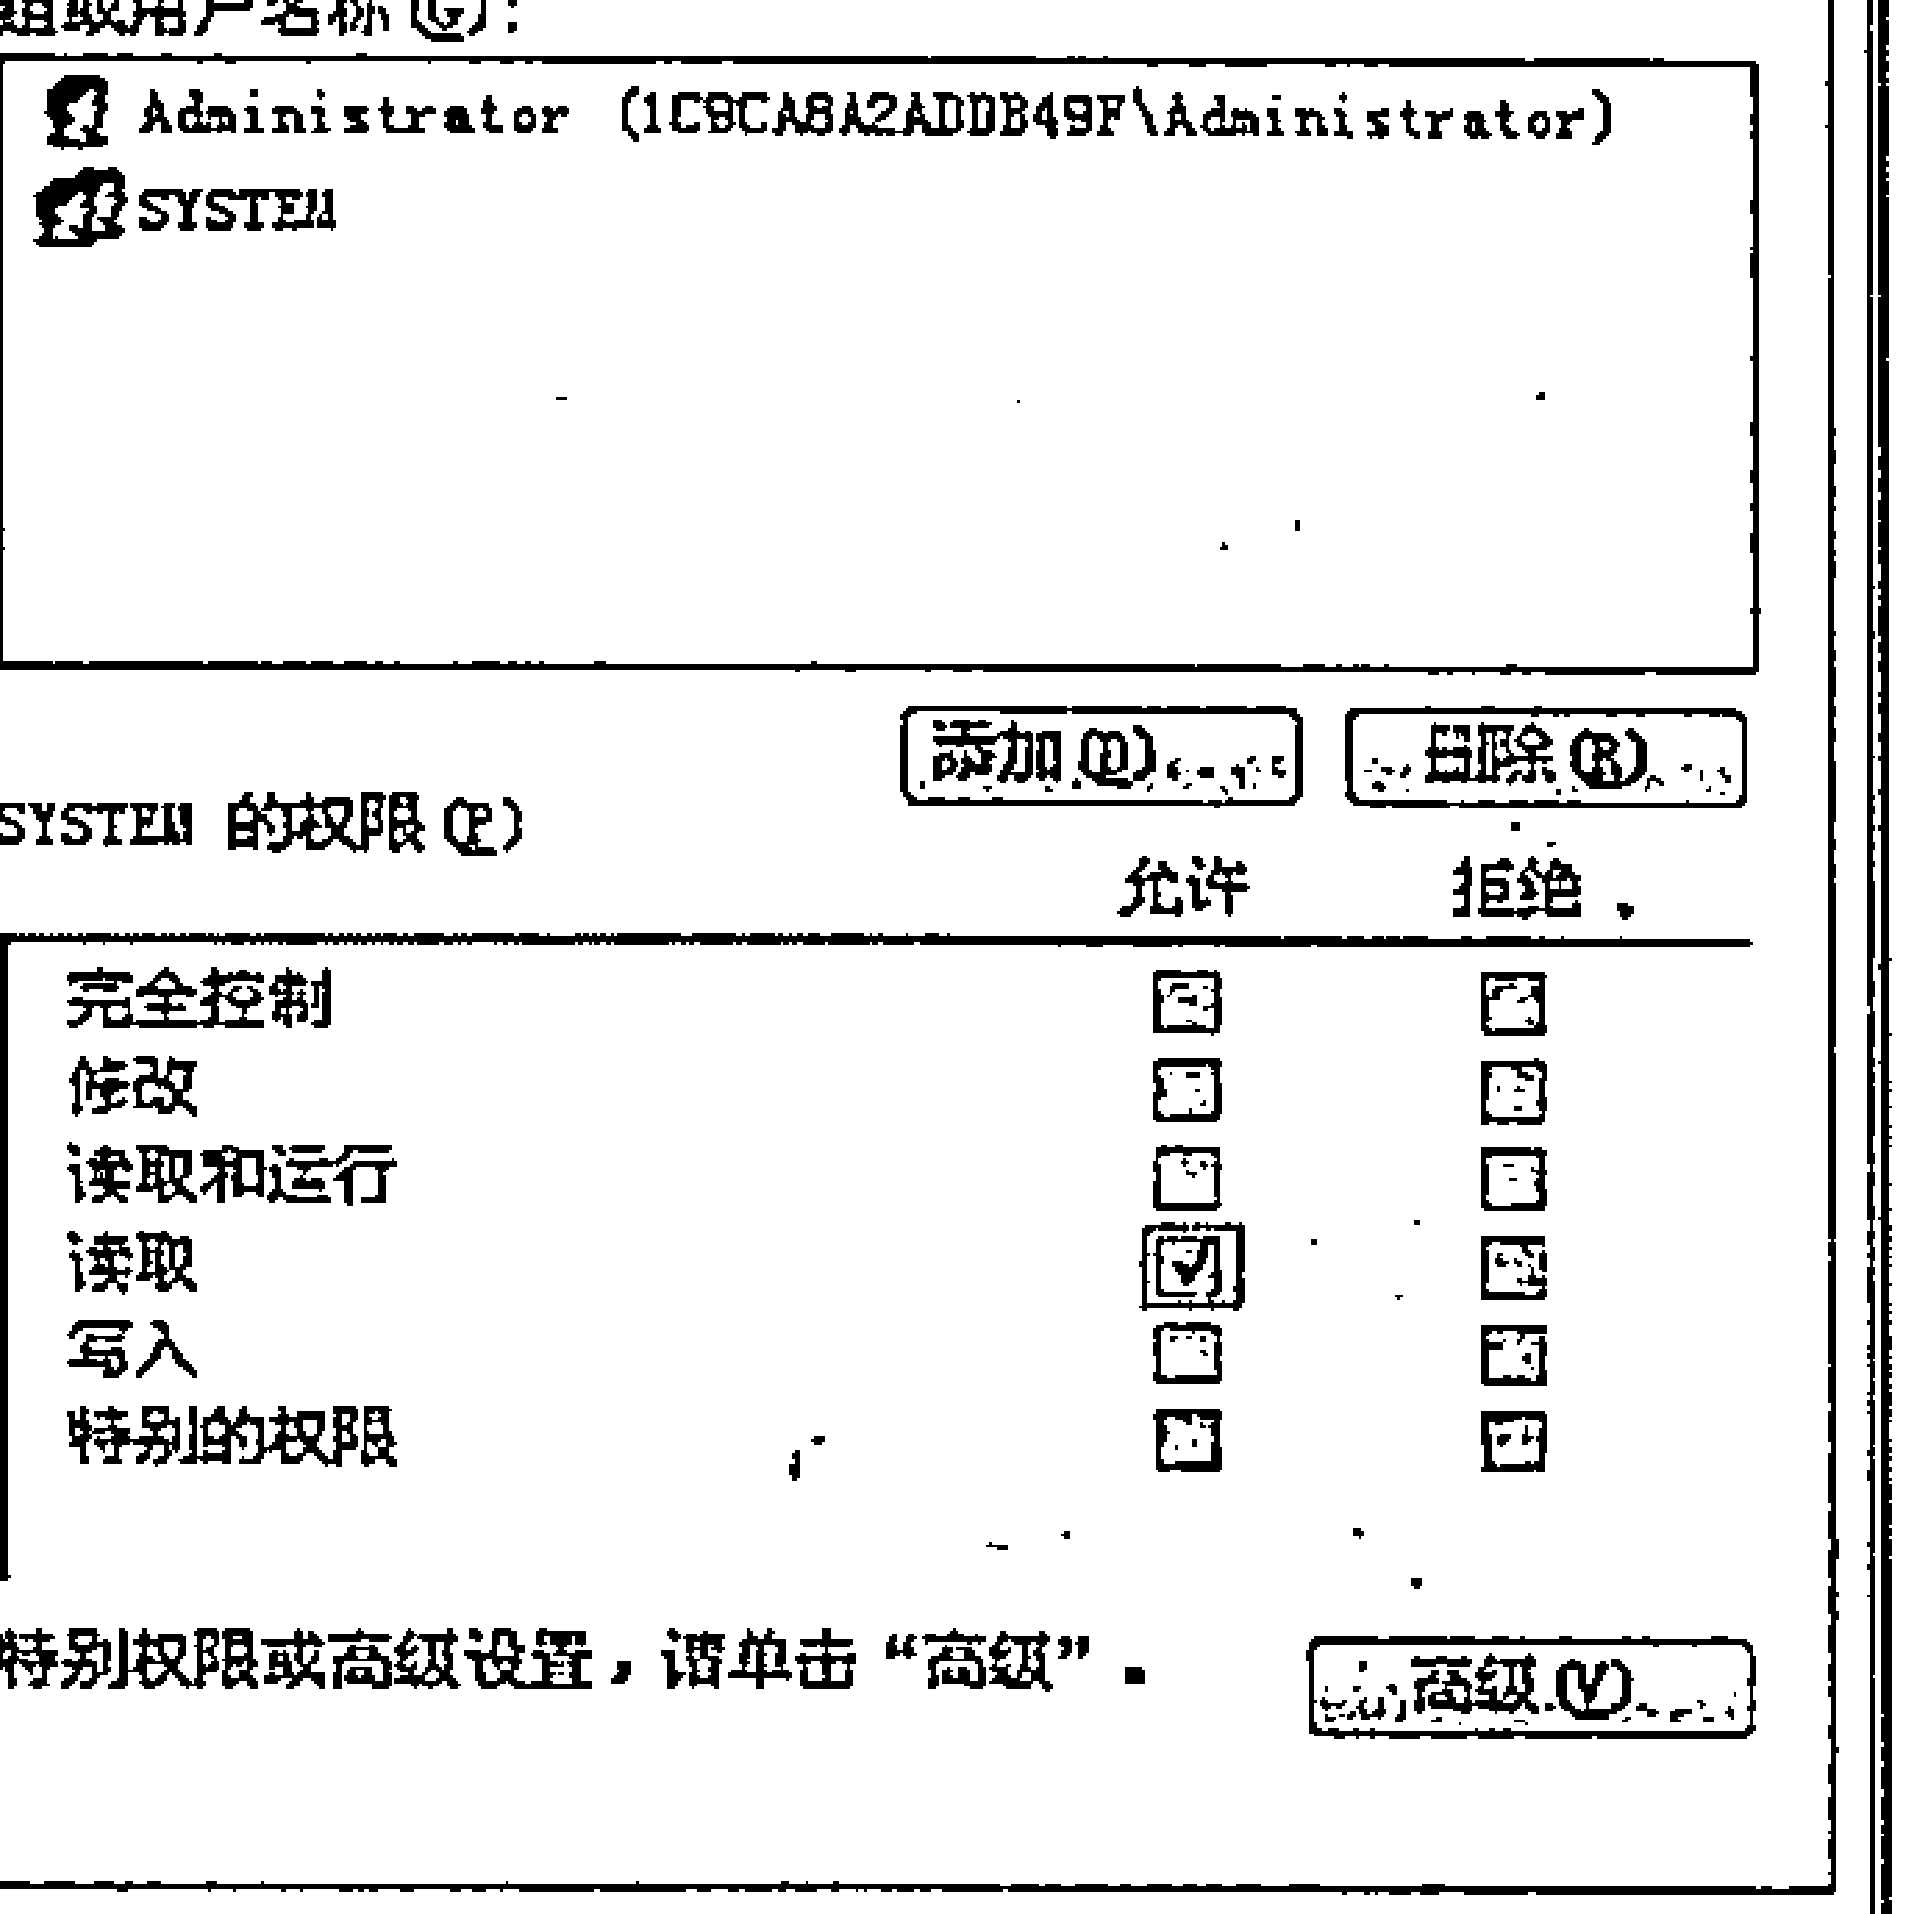 组或用户名称(G):
Administrator (1C9CA8A2ADDB49F\Administrator)
SYSTEM
添加(D)... 删除(R)
SYSTEM 的权限(P)
允许 拒绝
完全控制
修改
读取和运行
读取
写入
特别的权限
特别权限或高级设置，请单击“高级”。
高级(V)